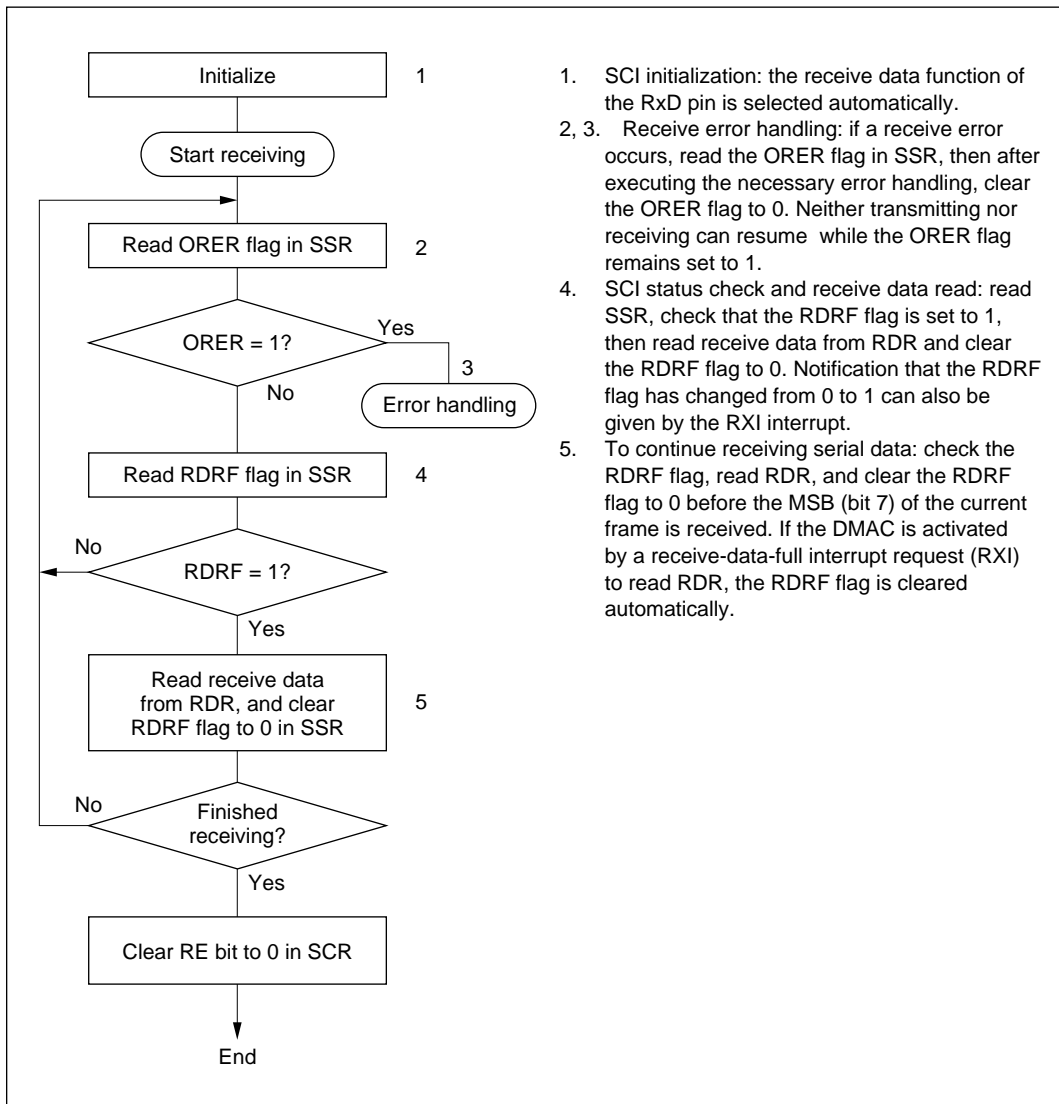 Initialize
1
Start receiving
Read ORER flag in SSR
2
ORER = 1?
Yes
No
3
Error handling
Read RDRF flag in SSR
4
No
RDRF = 1?
Yes
Read receive data
from RDR, and clear
RDRF flag to 0 in SSR
5
No
Finished
receiving?
Yes
Clear RE bit to 0 in SCR
End
1. SCI initialization: the receive data function of
the RxD pin is selected automatically.
2, 3. Receive error handling: if a receive error
occurs, read the ORER flag in SSR, then after
executing the necessary error handling, clear
the ORER flag to 0. Neither transmitting nor
receiving can resume while the ORER flag
remains set to 1.
4. SCI status check and receive data read: read
SSR, check that the RDRF flag is set to 1,
then read receive data from RDR and clear
the RDRF flag to 0. Notification that the RDRF
flag has changed from 0 to 1 can also be
given by the RXI interrupt.
5. To continue receiving serial data: check the
RDRF flag, read RDR, and clear the RDRF
flag to 0 before the MSB (bit 7) of the current
frame is received. If the DMAC is activated
by a receive-data-full interrupt request (RXI)
to read RDR, the RDRF flag is cleared
automatically.